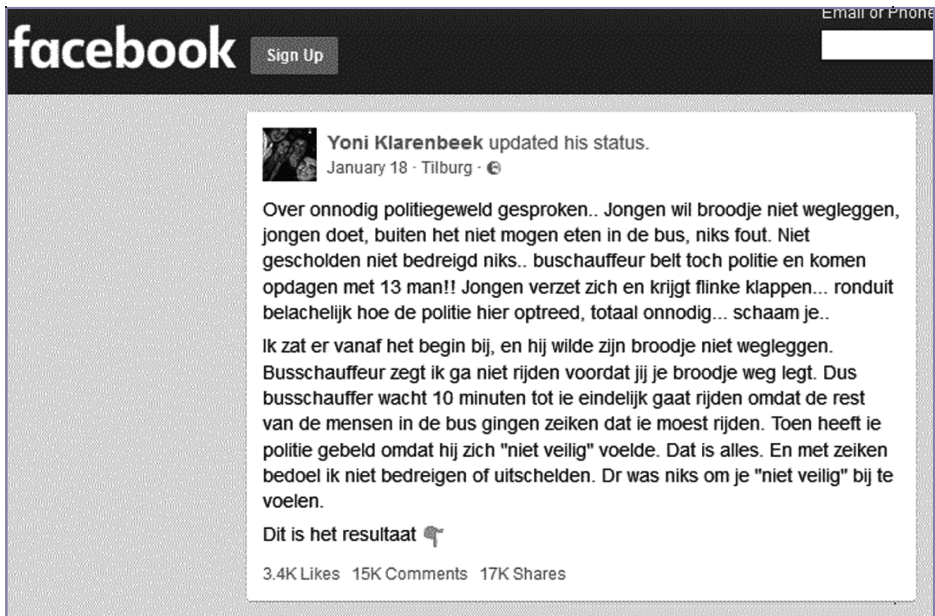 Email or Phone
facebook
Sign Up
Yoni Klarenbeek updated his status.
January 18 · Tilburg ·
Over onnodig politiegeweld gesproken.. Jongen wil broodje niet wegleggen,
jongen doet, buiten het niet mogen eten in de bus, niks fout. Niet
gescholden niet bedreigd niks.. buschauffeur belt toch politie en komen
opdagen met 13 man!! Jongen verzet zich en krijgt flinke klappen... ronduit
belachelijk hoe de politie hier optreed, totaal onnodig... schaam je..
Ik zat er vanaf het begin bij, en hij wilde zijn broodje niet wegleggen.
Busschauffeur zegt ik ga niet rijden voordat jij je broodje weg legt. Dus
busschauffer wacht 10 minuten tot ie eindelijk gaat rijden omdat de rest
van de mensen in de bus gingen zeiken dat ie moest rijden. Toen heeft ie
politie gebeld omdat hij zich "niet veilig" voelde. Dat is alles. En met zeiken
bedoel ik niet bedreigen of uitschelden. Dr was niks om je "niet veilig" bij te
voelen.
Dit is het resultaat
3.4K Likes 15K Comments 17K Shares